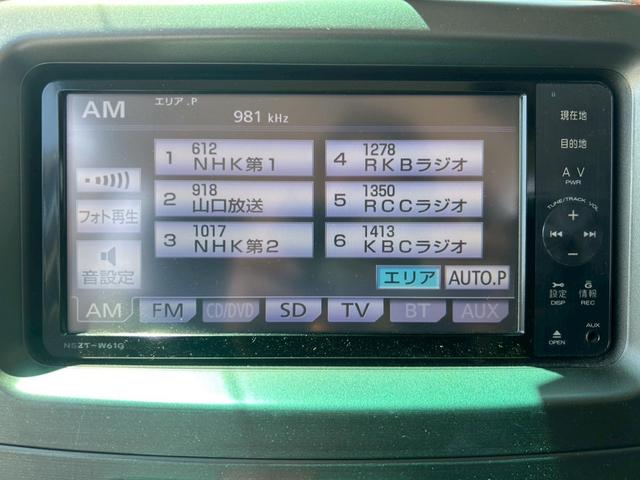 AM
エリア.P
981 kHz
1 612 NHK第1
4 1278 RKBラジオ
2 918 山口放送
5 1350 RCCラジオ
3 1017 NHK第2
6 1413 KBCラジオ
フォト再生
音設定
エリア
AUTO.P
AM
FM
CD/DVD
SD
TV
BT
AUX
NSZT-W61G
現在地
目的地
AV
PWR
TUNE/TRACK VOL
+
−
設定
DISP
情報
REC
OPEN
AUX